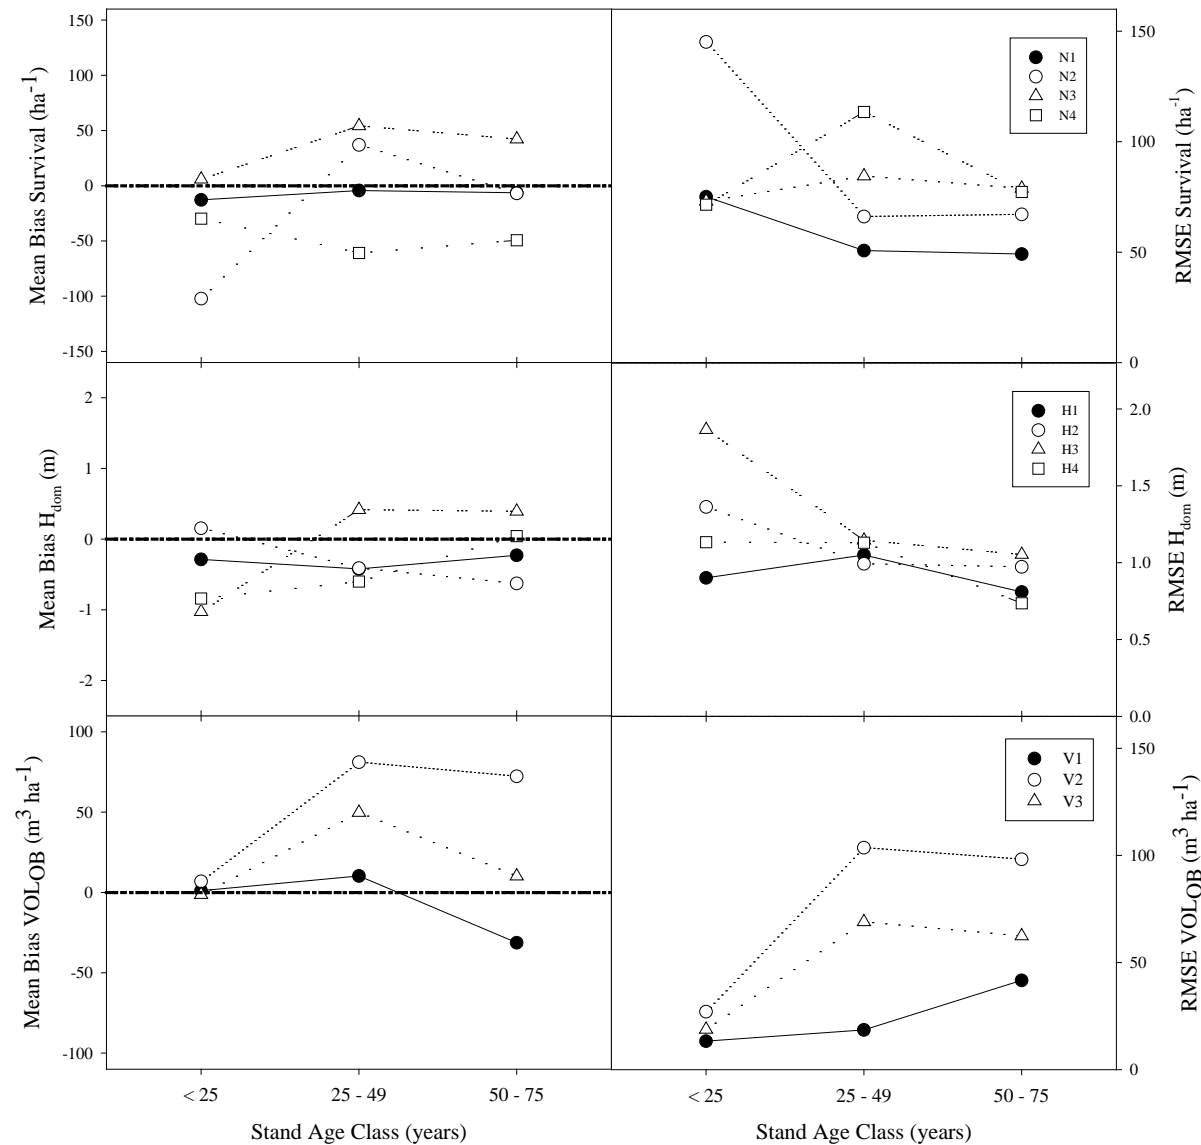 Mean Bias Survival (ha-1)
150
100
50
0
-50
-100
-150
N1
N2
N3
N4
150
100
50
0
RMSE Survival (ha-1)
Mean Bias Hdom (m)
2
1
0
-1
-2
H1
H2
H3
H4
2.0
1.5
1.0
0.5
0.0
RMSE Hdom (m)
Mean Bias VOLOB (m3 ha-1)
100
50
0
-50
-100
V1
V2
V3
150
100
50
0
RMSE VOLOB (m3 ha-1)
< 25
25 - 49
50 - 75
< 25
25 - 49
50 - 75
Stand Age Class (years)
Stand Age Class (years)